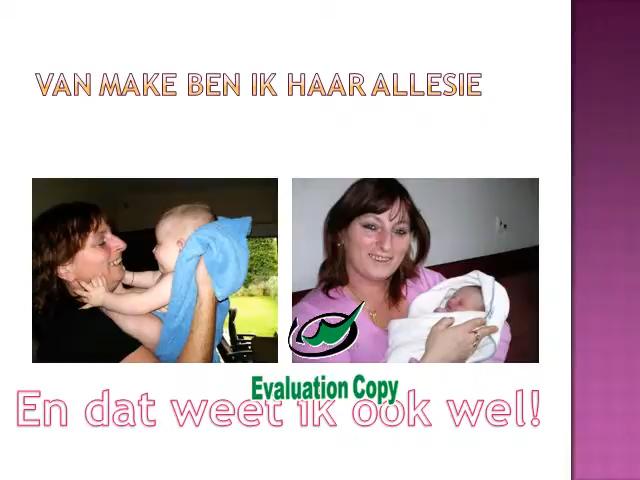 VAN MAKE BEN IK HAAR ALLESIE
Evaluation Copy
En dat weet ik ook wel!